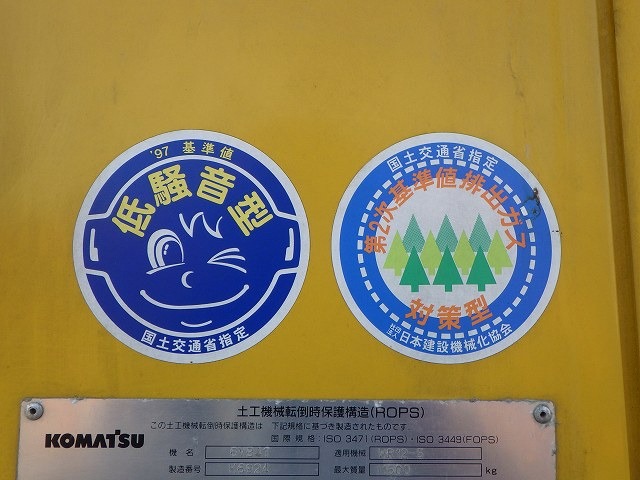 '97 基準値
低騒音型
国土交通省指定
国土交通省指定
第2次基準値排出ガス
対策型
社団法人日本建設機械化協会
土工機械転倒時保護構造(ROPS)
この土工機械転倒時保護構造は 下記規格に基づき製造されたものです.
国際規格:ISO 3471(ROPS)・ISO 3449(FOPS)
KOMATSU
機名
適用機械
製造番号
最大質量
kg